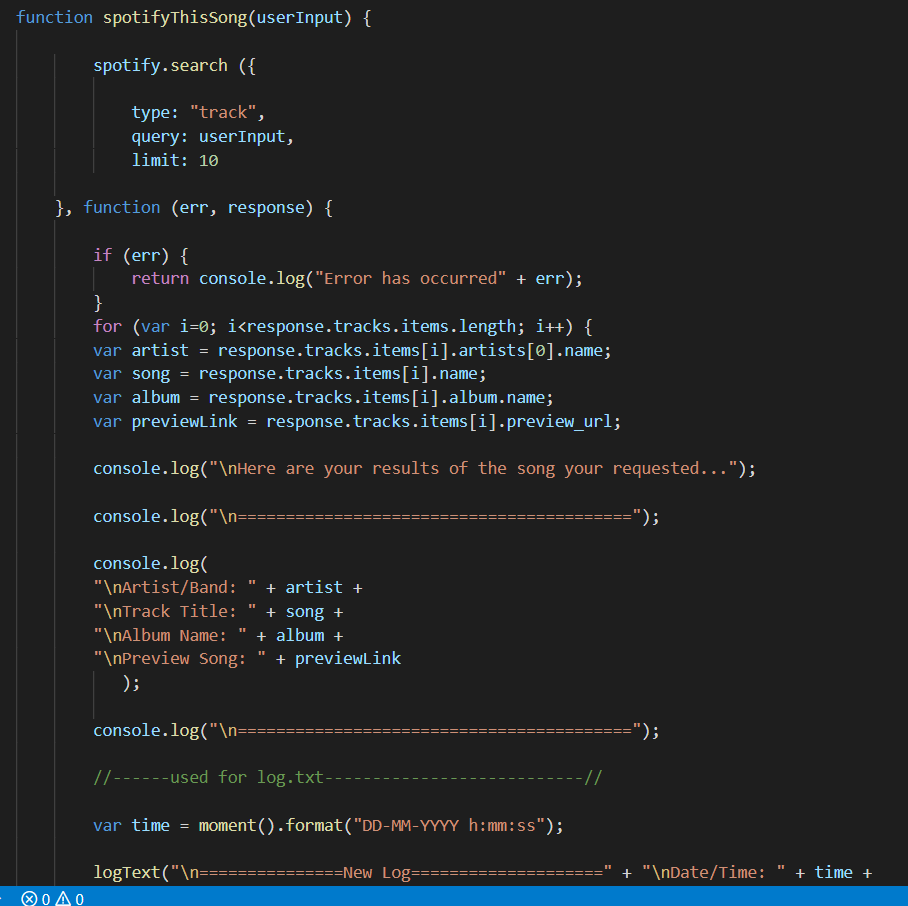 function spotifyThisSong(userInput) {
spotify.search ({
type: "track",
query: userInput,
limit: 10
}, function (err, response) {
if (err) {
return console.log("Error has occurred" + err);
}
for (var i=0; i<response.tracks.items.length; i++) {
var artist = response.tracks.items[i].artists[0].name;
var song = response.tracks.items[i].name;
var album = response.tracks.items[i].album.name;
var previewLink = response.tracks.items[i].preview_url;
console.log("\nHere are your results of the song your requested...");
console.log("\n=========================================");
console.log(
"\nArtist/Band: " + artist +
"\nTrack Title: " + song +
"\nAlbum Name: " + album +
"\nPreview Song: " + previewLink
);
console.log("\n=========================================");
//------used for log.txt---------------------------//
var time = moment().format("DD-MM-YYYY h:mm:ss");
logText("\n===============New Log====================" + "\nDate/Time: " + time +
0 0